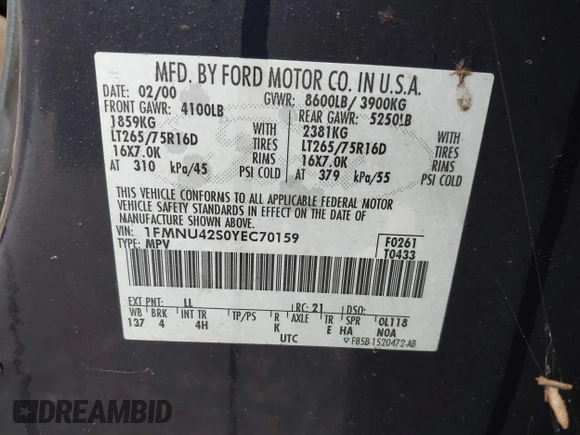 MFD. BY FORD MOTOR CO. IN U.S.A.
DATE: 02/00 GVWR: 8600LB/ 3900KG
FRONT GAWR: 4100LB REAR GAWR: 5250LB
1859KG WITH 2381KG WITH
LT265/75R16D TIRES LT265/75R16D TIRES
16X7.0K RIMS 16X7.0K RIMS
AT 310 kPa/45 PSI COLD AT 379 kPa/55 PSI COLD
THIS VEHICLE CONFORMS TO ALL APPLICABLE FEDERAL MOTOR
VEHICLE SAFETY STANDARDS IN EFFECT ON THE DATE OF
MANUFACTURE SHOWN ABOVE.
VIN: 1FMNU42S0YEC70159 F0261
TYPE: MPV T0433
EXT PNT: LL RC: 21 DSO:
WB BRK INT TR TP/PS R AXLE TR SPR OL118
137 4 4H K E HA NOA
UTC F85B-1520472-AB
DREAMBID